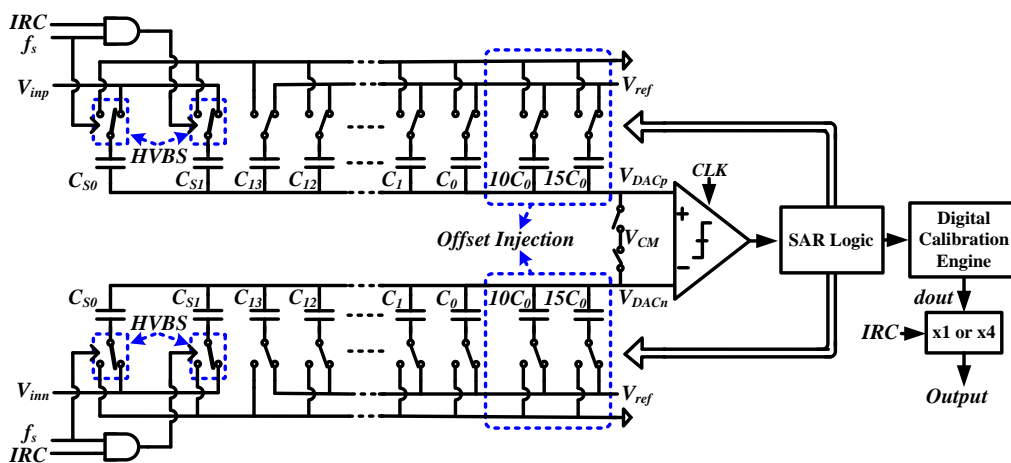 IRC
fs
Vinp
HVBS
Vref
CS0 CS1 C13 C12 C1 C0 10C0 15C0
VDACp
CLK
Offset Injection
VCM
SAR Logic
Digital Calibration Engine
CS0 CS1 C13 C12 C1 C0 10C0 15C0
VDACn
HVBS
dout
IRC
x1 or x4
Vinn
Vref
Output
fs
IRC